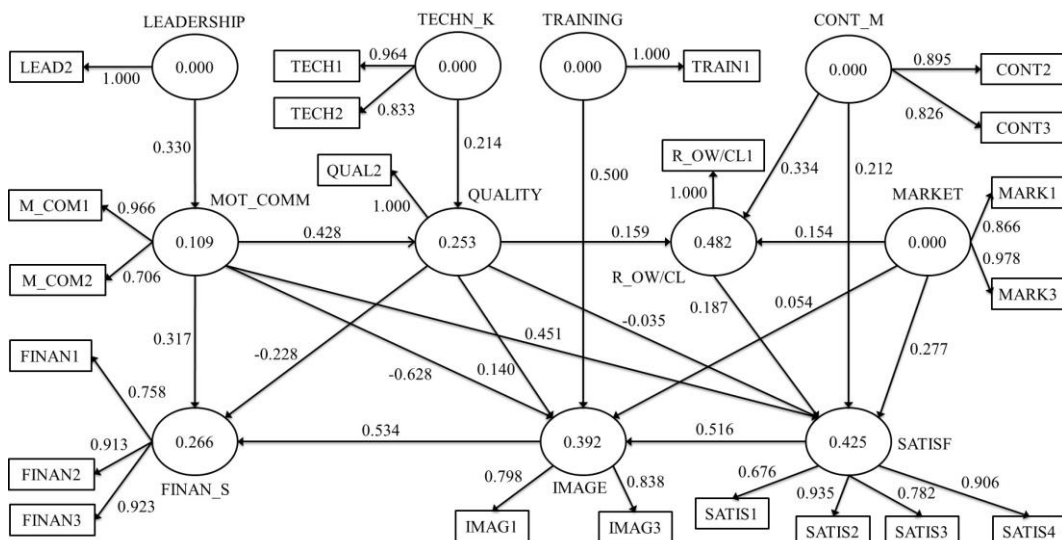 LEADERSHIP
TECHN_K
TRAINING
CONT_M
LEAD2
1.000
0.000
TECH1
0.964
0.000
0.000
1.000
TRAIN1
0.000
0.895
CONT2
TECH2
0.833
0.826
CONT3
0.330
0.214
QUAL2
R_OW/CL1
0.334
0.212
0.500
MOT_COMM
1.000
QUALITY
1.000
MARKET
MARK1
M_COM1
0.966
0.866
0.109
0.428
0.253
0.159
0.482
0.154
0.000
M_COM2
0.706
R_OW/CL
0.978
MARK3
0.317
0.451
-0.035
0.187
0.054
0.277
FINAN1
-0.228
-0.628
0.140
0.758
0.266
0.534
0.392
0.516
0.425
SATISF
0.913
FINAN2
FINAN_S
0.798
IMAGE
0.838
0.676
0.935
0.782
0.906
0.923
FINAN3
IMAG1
IMAG3
SATIS1
SATIS2
SATIS3
SATIS4